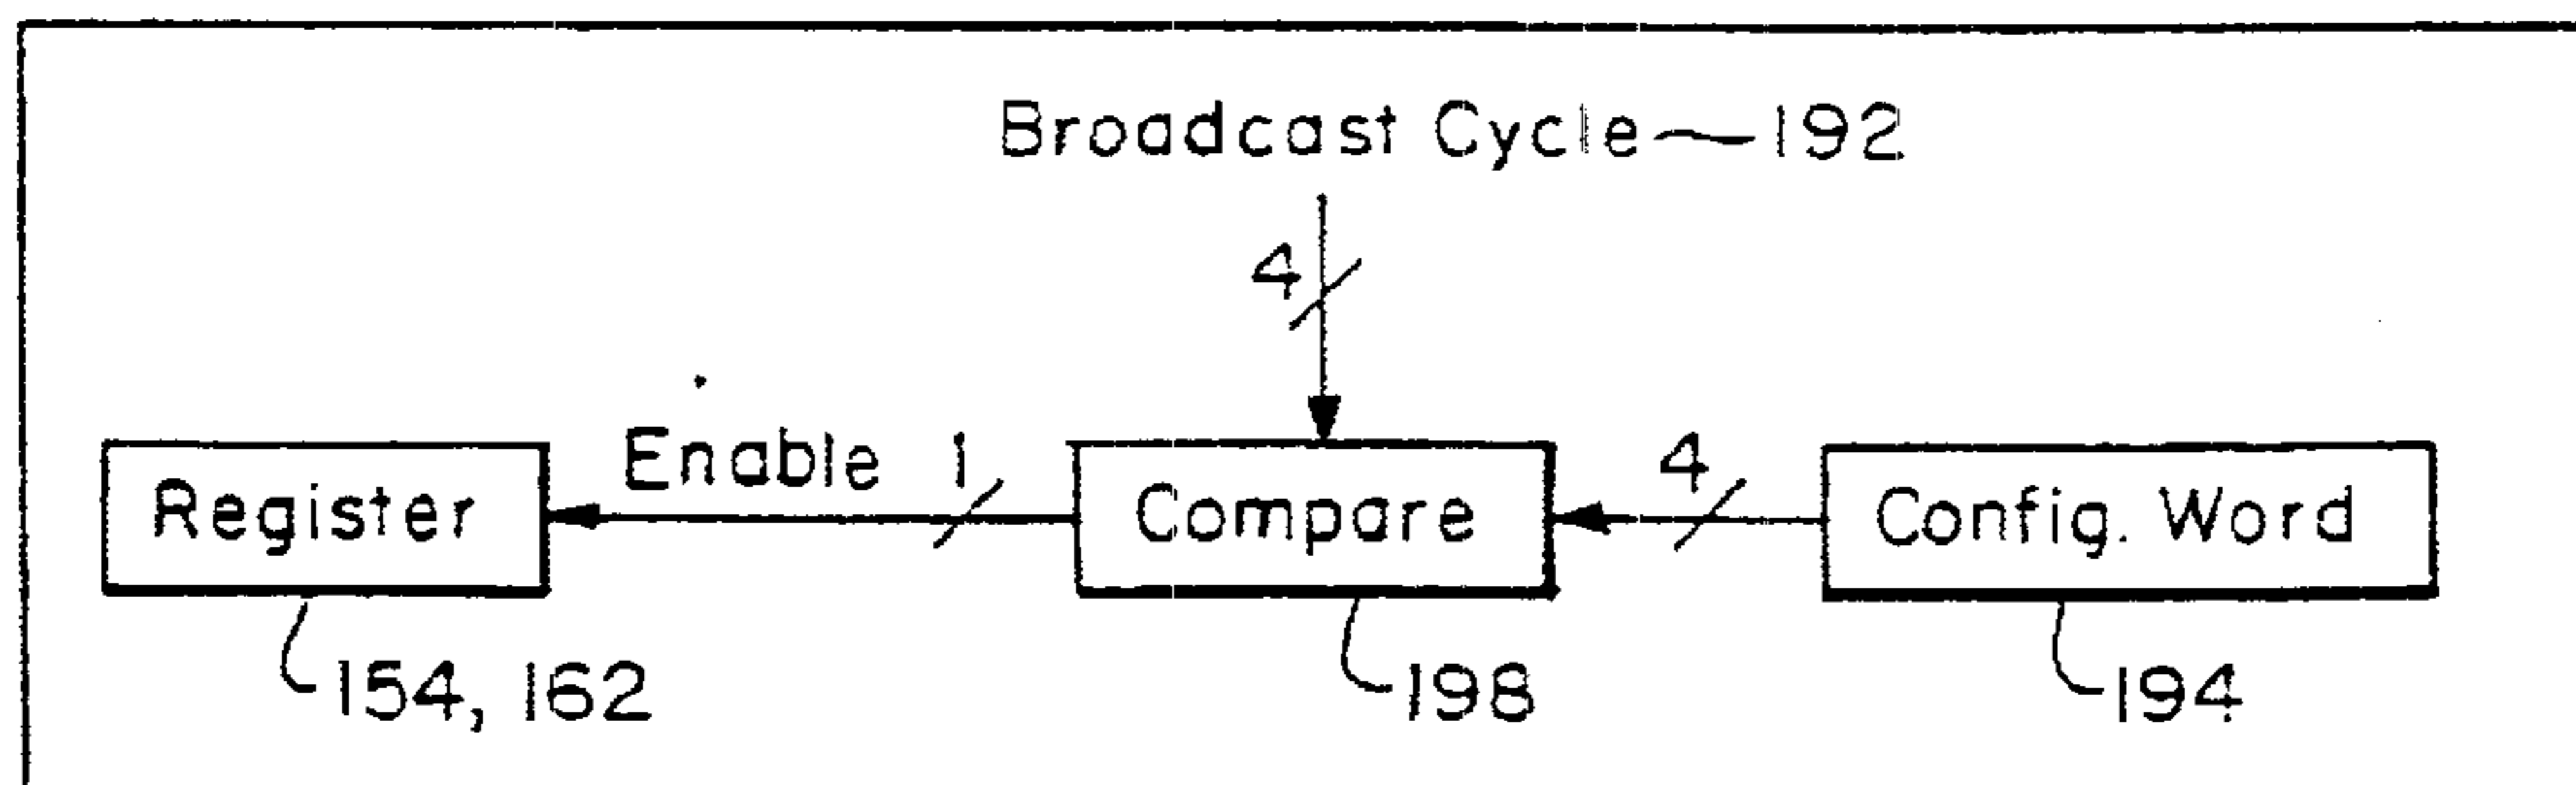 Broadcast Cycle 192
4
Enable 1
4
Register
Compare
Config. Word
154, 162
198
194